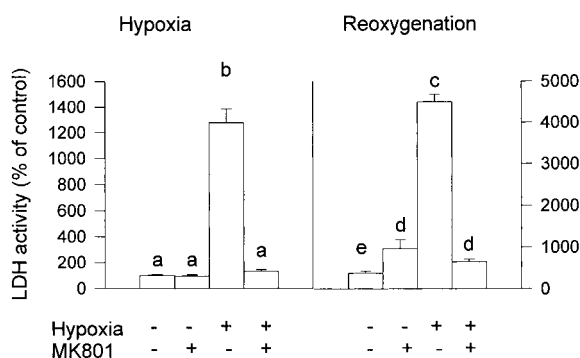 Hypoxia Reoxygenation
LDH activity (% of control)
1600
1400
1200
1000
800
600
400
200
0
a a b a
e d c d
5000
4000
3000
2000
1000
0
Hypoxia - - + + - - + +
MK801 - + - + - + - +